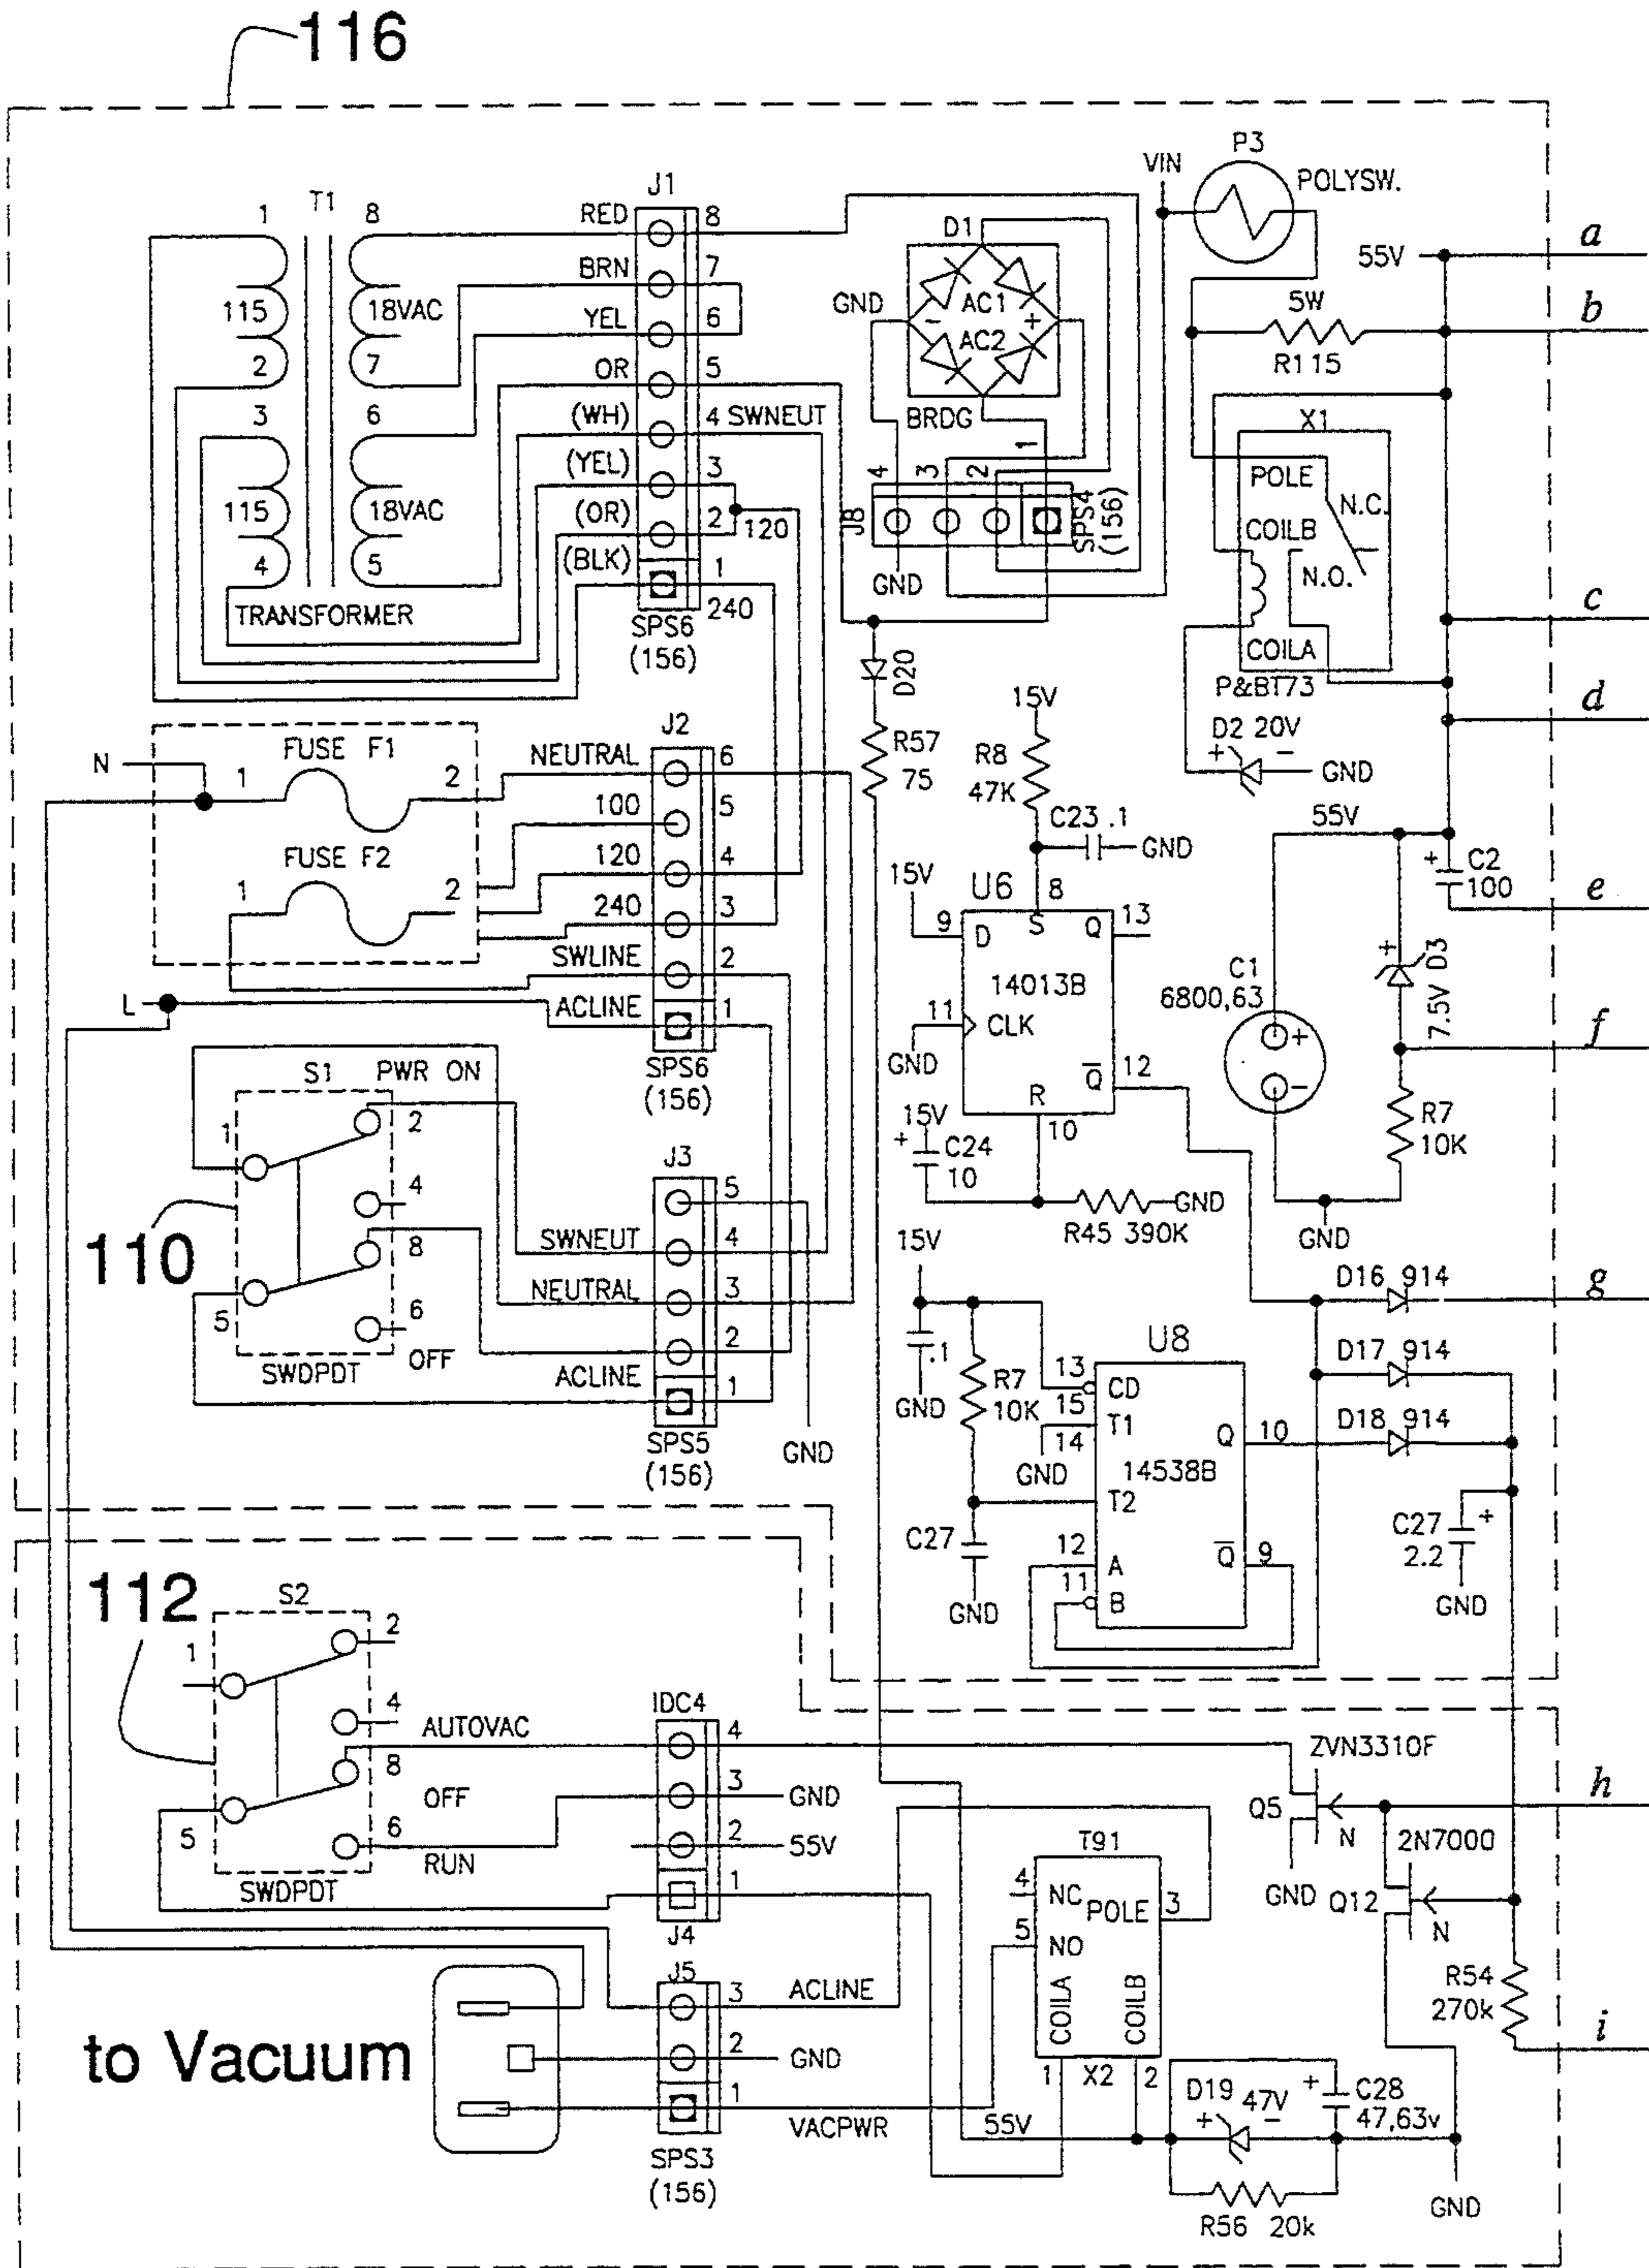 116
T1
1
8
115
18VAC
2
7
3
6
115
18VAC
4
5
TRANSFORMER
J1
RED
8
BRN
7
YEL
6
OR
5
(WH)
4
SWNEUT
(YEL)
3
(OR)
2
120
(BLK)
1
240
SPS6
(156)
D1
GND
AC1
- +
AC2
BRDG
4
3
2
1
J8
SPS4
(156)
GND
VIN
P3
POLYSW.
55V
a
5W
b
R1 15
X1
POLE
N.C.
COILB
N.O.
COILA
c
P&BT73
d
D2 20V
+ -
GND
D20
R57
75
15V
R8
47K
C23 .1
GND
55V
+
C2
100
e
N
FUSE F1
1
2
FUSE F2
1
2
L
J2
NEUTRAL
6
100
5
120
4
240
3
SWLINE
2
ACLINE
1
SPS6
(156)
15V
U6
8
9
D
S
Q
13
14013B
11
CLK
GND
Q
12
R
10
15V
+
C24
10
R45 390K
GND
C1
6800,63
+
-
+
7.5V D3
f
R7
10K
GND
S1
PWR ON
1
2
4
8
5
6
OFF
SWDPDT
110
J3
5
SWNEUT
4
NEUTRAL
3
2
ACLINE
1
SPS5
(156)
GND
15V
.1
GND
R7
10K
C27
GND
U8
13
CD
15
T1
14
GND
Q
10
14538B
T2
12
A
11
B
Q
9
D16 914
g
D17 914
D18 914
C27
2.2
+
GND
112
S2
1
2
4
AUTOVAC
8
OFF
5
6
RUN
SWDPDT
IDC4
4
3
GND
2
55V
1
J4
ZVN3310F
h
Q5
N
2N7000
GND
Q12
N
R54
270k
i
T91
4
NC
POLE
3
5
NO
COILA
COILB
1
X2
2
to Vacuum
J5
3
ACLINE
2
GND
1
VACPWR
SPS3
(156)
55V
D19
47V
+ -
+
C28
47,63v
R56 20k
GND